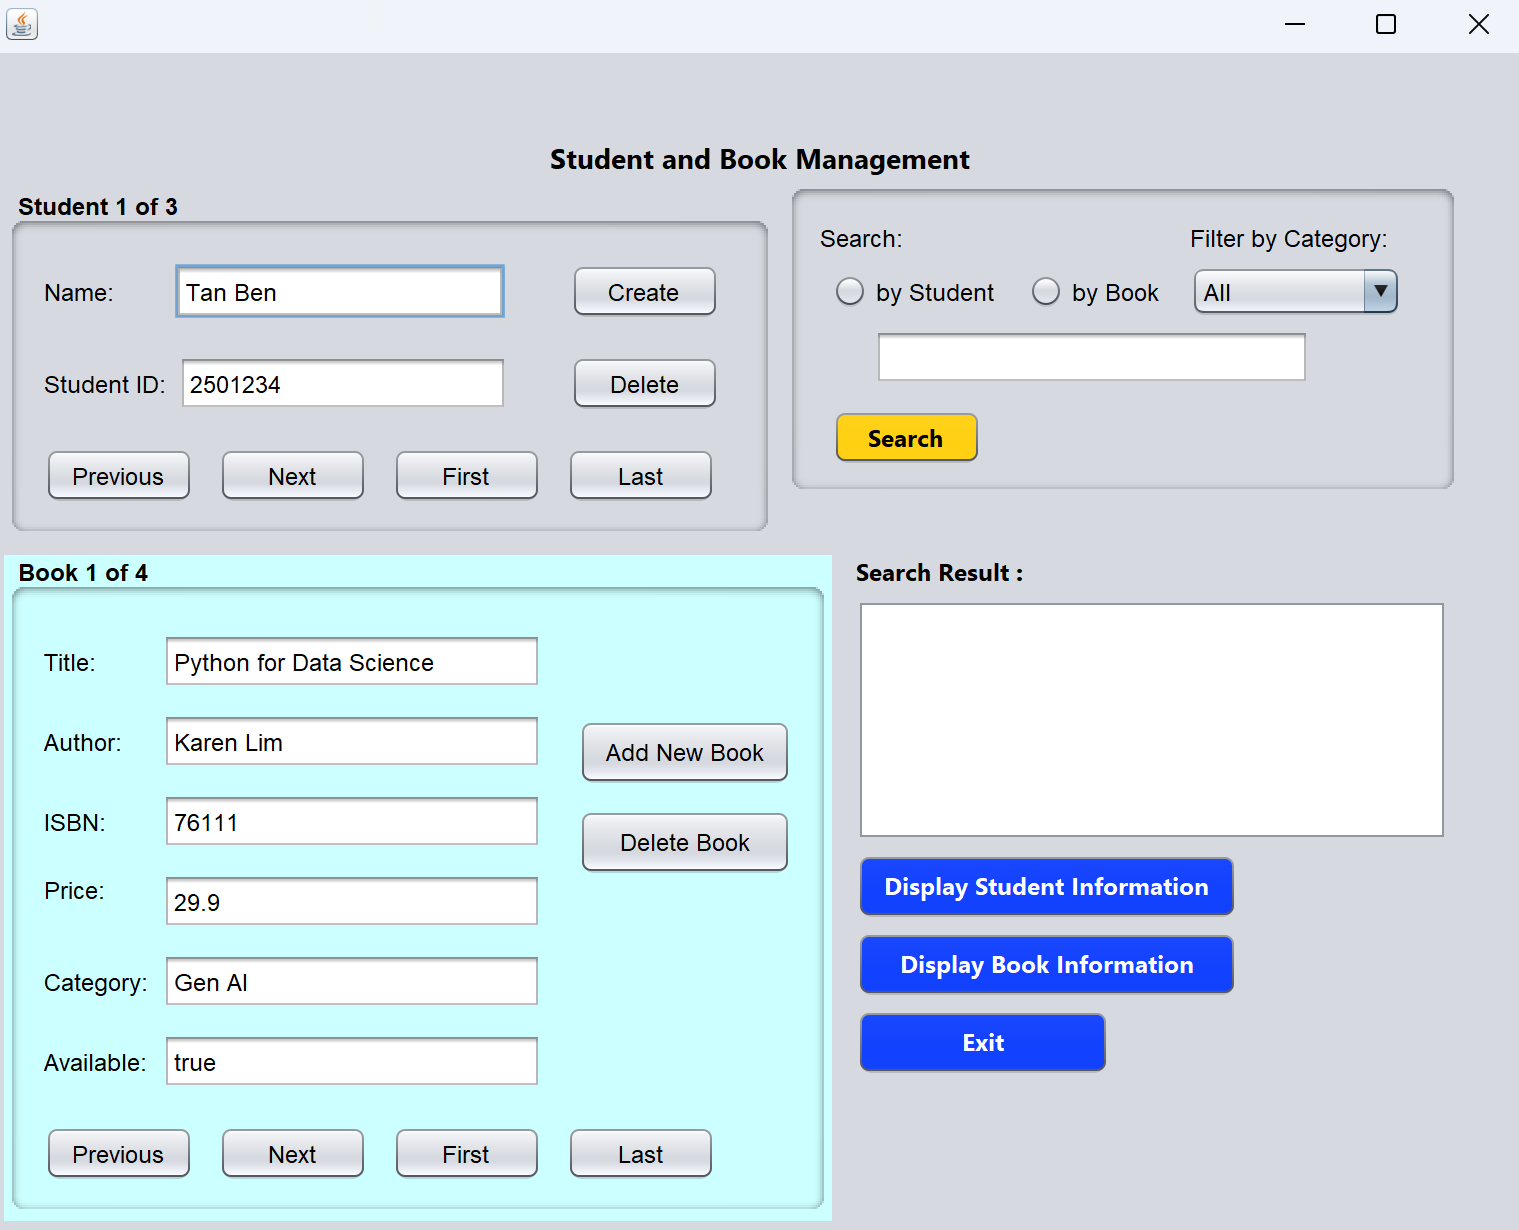 Student and Book Management
Student 1 of 3
Name: Tan Ben Create
Student ID: 2501234 Delete
Previous Next First Last
Search: Filter by Category:
by Student by Book All
Search
Book 1 of 4
Title: Python for Data Science
Author: Karen Lim
Add New Book
ISBN: 76111
Delete Book
Price: 29.9
Category: Gen AI
Available: true
Previous Next First Last
Search Result :
Display Student Information
Display Book Information
Exit